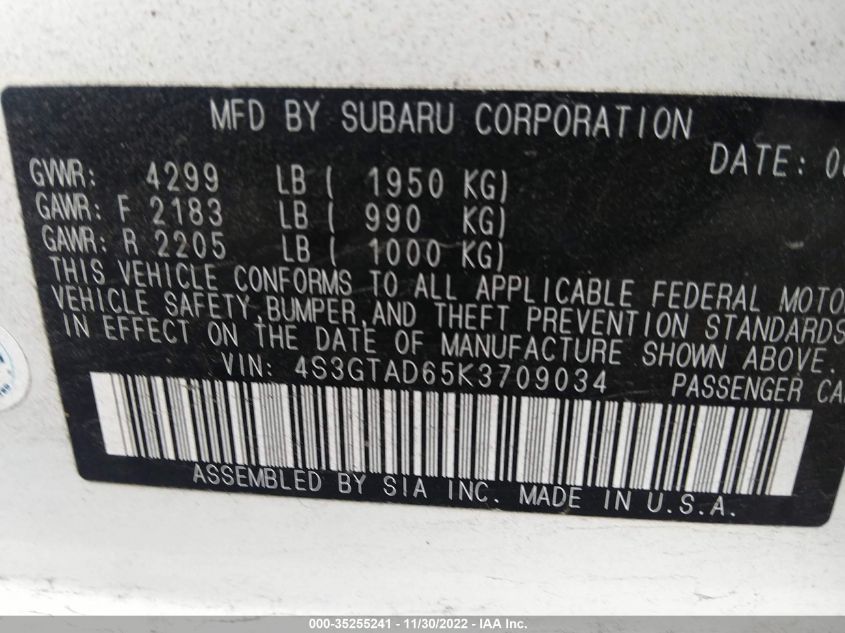 MFD BY SUBARU CORPORATION
DATE: 0
GVWR: 4299 LB ( 1950 KG)
GAWR: F 2183 LB ( 990 KG)
GAWR: R 2205 LB ( 1000 KG)
THIS VEHICLE CONFORMS TO ALL APPLICABLE FEDERAL MOTO
VEHICLE SAFETY,BUMPER,AND THEFT PREVENTION STANDARDS
IN EFFECT ON THE DATE OF MANUFACTURE SHOWN ABOVE.
VIN: 4S3GTAD65K3709034 PASSENGER CA
ASSEMBLED BY SIA INC. MADE IN U.S.A.
000-35255241 - 11/30/2022 - IAA Inc.